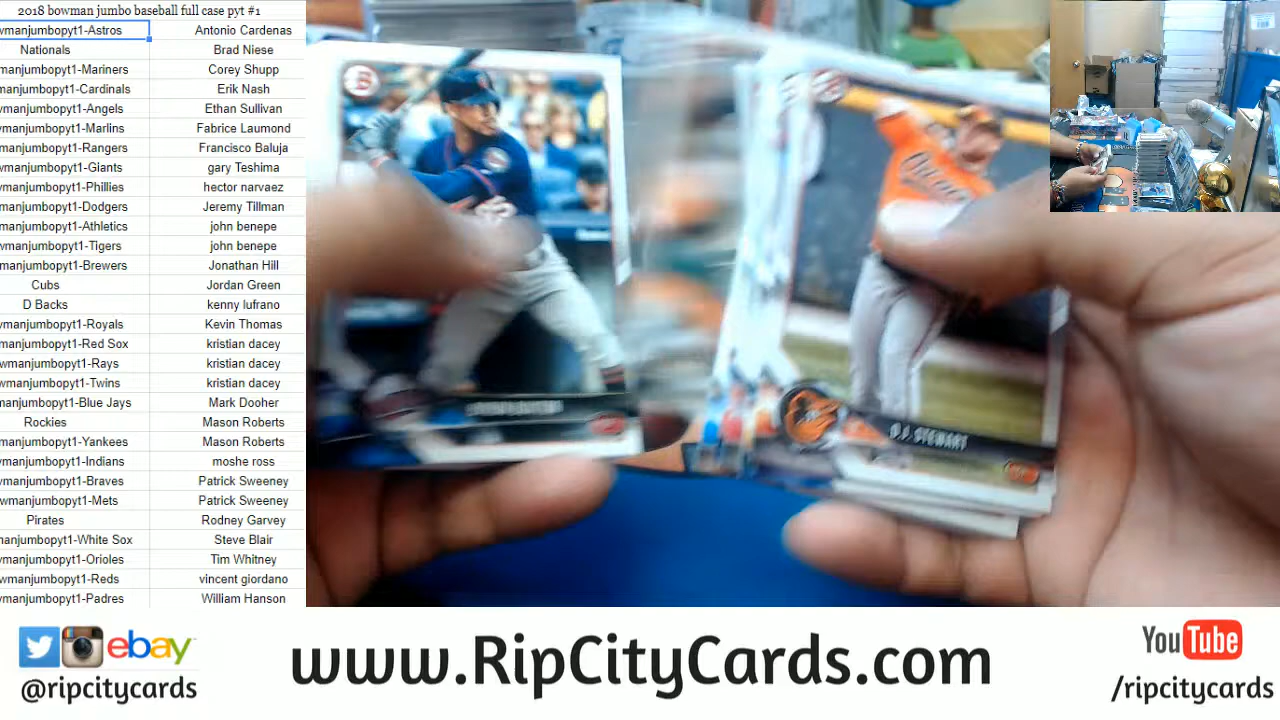 2018 bowman jumbo baseball full case pyt #1
wmanjumbopyt1-Astros Antonio Cardenas
Nationals Brad Niese
manjumbopyt1-Mariners Corey Shupp
manjumbopyt1-Cardinals Erik Nash
wmanjumbopyt1-Angels Ethan Sullivan
wmanjumbopyt1-Marlins Fabrice Laumond
manjumbopyt1-Rangers Francisco Baluja
wmanjumbopyt1-Giants gary Teshima
wmanjumbopyt1-Phillies hector narvaez
manjumbopyt1-Dodgers Jeremy Tillman
manjumbopyt1-Athletics john benepe
wmanjumbopyt1-Tigers john benepe
manjumbopyt1-Brewers Jonathan Hill
Cubs Jordan Green
D Backs kenny lufrano
wmanjumbopyt1-Royals Kevin Thomas
manjumbopyt1-Red Sox kristian dacey
owmanjumbopyt1-Rays kristian dacey
wmanjumbopyt1-Twins kristian dacey
manjumbopyt1-Blue Jays Mark Dooher
Rockies Mason Roberts
manjumbopyt1-Yankees Mason Roberts
wmanjumbopyt1-Indians moshe ross
wmanjumbopyt1-Braves Patrick Sweeney
owmanjumbopyt1-Mets Patrick Sweeney
Pirates Rodney Garvey
manjumbopyt1-White Sox Steve Blair
wmanjumbopyt1-Orioles Tim Whitney
wmanjumbopyt1-Reds vincent giordano
wmanjumbopyt1-Padres William Hanson
D.J. STEWART
ebay
@ripcitycards
www.RipCityCards.com
YouTube
/ripcitycards